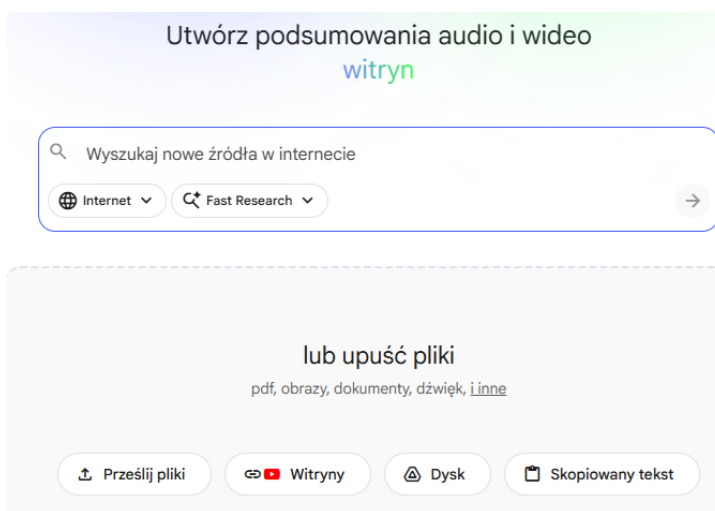 Utwórz podsumowania audio i wideo
witryn
Wyszukaj nowe źródła w internecie
Internet Fast Research
lub upuść pliki
pdf, obrazy, dokumenty, dźwięk, i inne
Prześlij pliki Witryny Dysk Skopiowany tekst